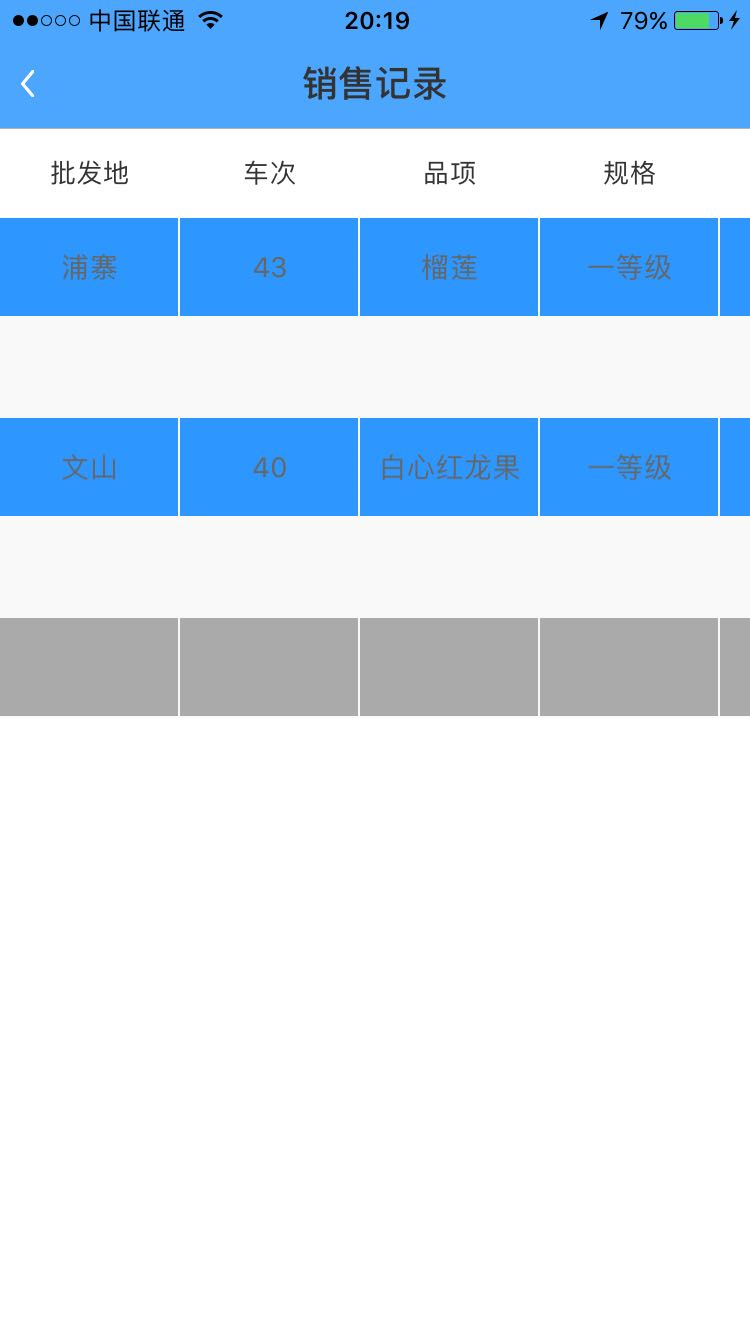 中国联通 20:19 79%
销售记录
批发地 车次 品项 规格
浦寨 43 榴莲 一等级
文山 40 白心红龙果 一等级